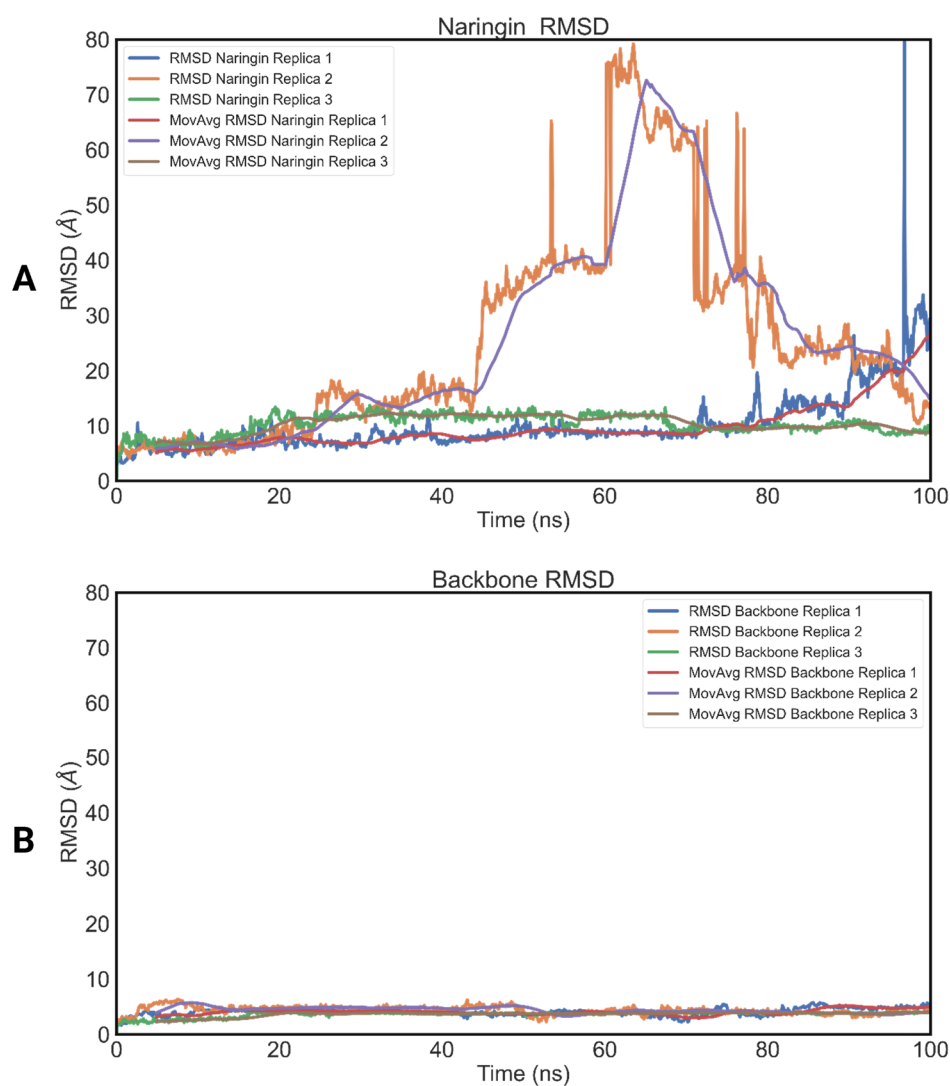 Naringin  RMSD
80
70
60
50
40
30
20
10
0
RMSD (Å)
RMSD Naringin Replica 1
RMSD Naringin Replica 2
RMSD Naringin Replica 3
MovAvg RMSD Naringin Replica 1
MovAvg RMSD Naringin Replica 2
MovAvg RMSD Naringin Replica 3
A
0 20 40 60 80 100
Time (ns)
Backbone RMSD
80
70
60
50
40
30
20
10
0
RMSD (Å)
RMSD Backbone Replica 1
RMSD Backbone Replica 2
RMSD Backbone Replica 3
MovAvg RMSD Backbone Replica 1
MovAvg RMSD Backbone Replica 2
MovAvg RMSD Backbone Replica 3
B
0 20 40 60 80 100
Time (ns)